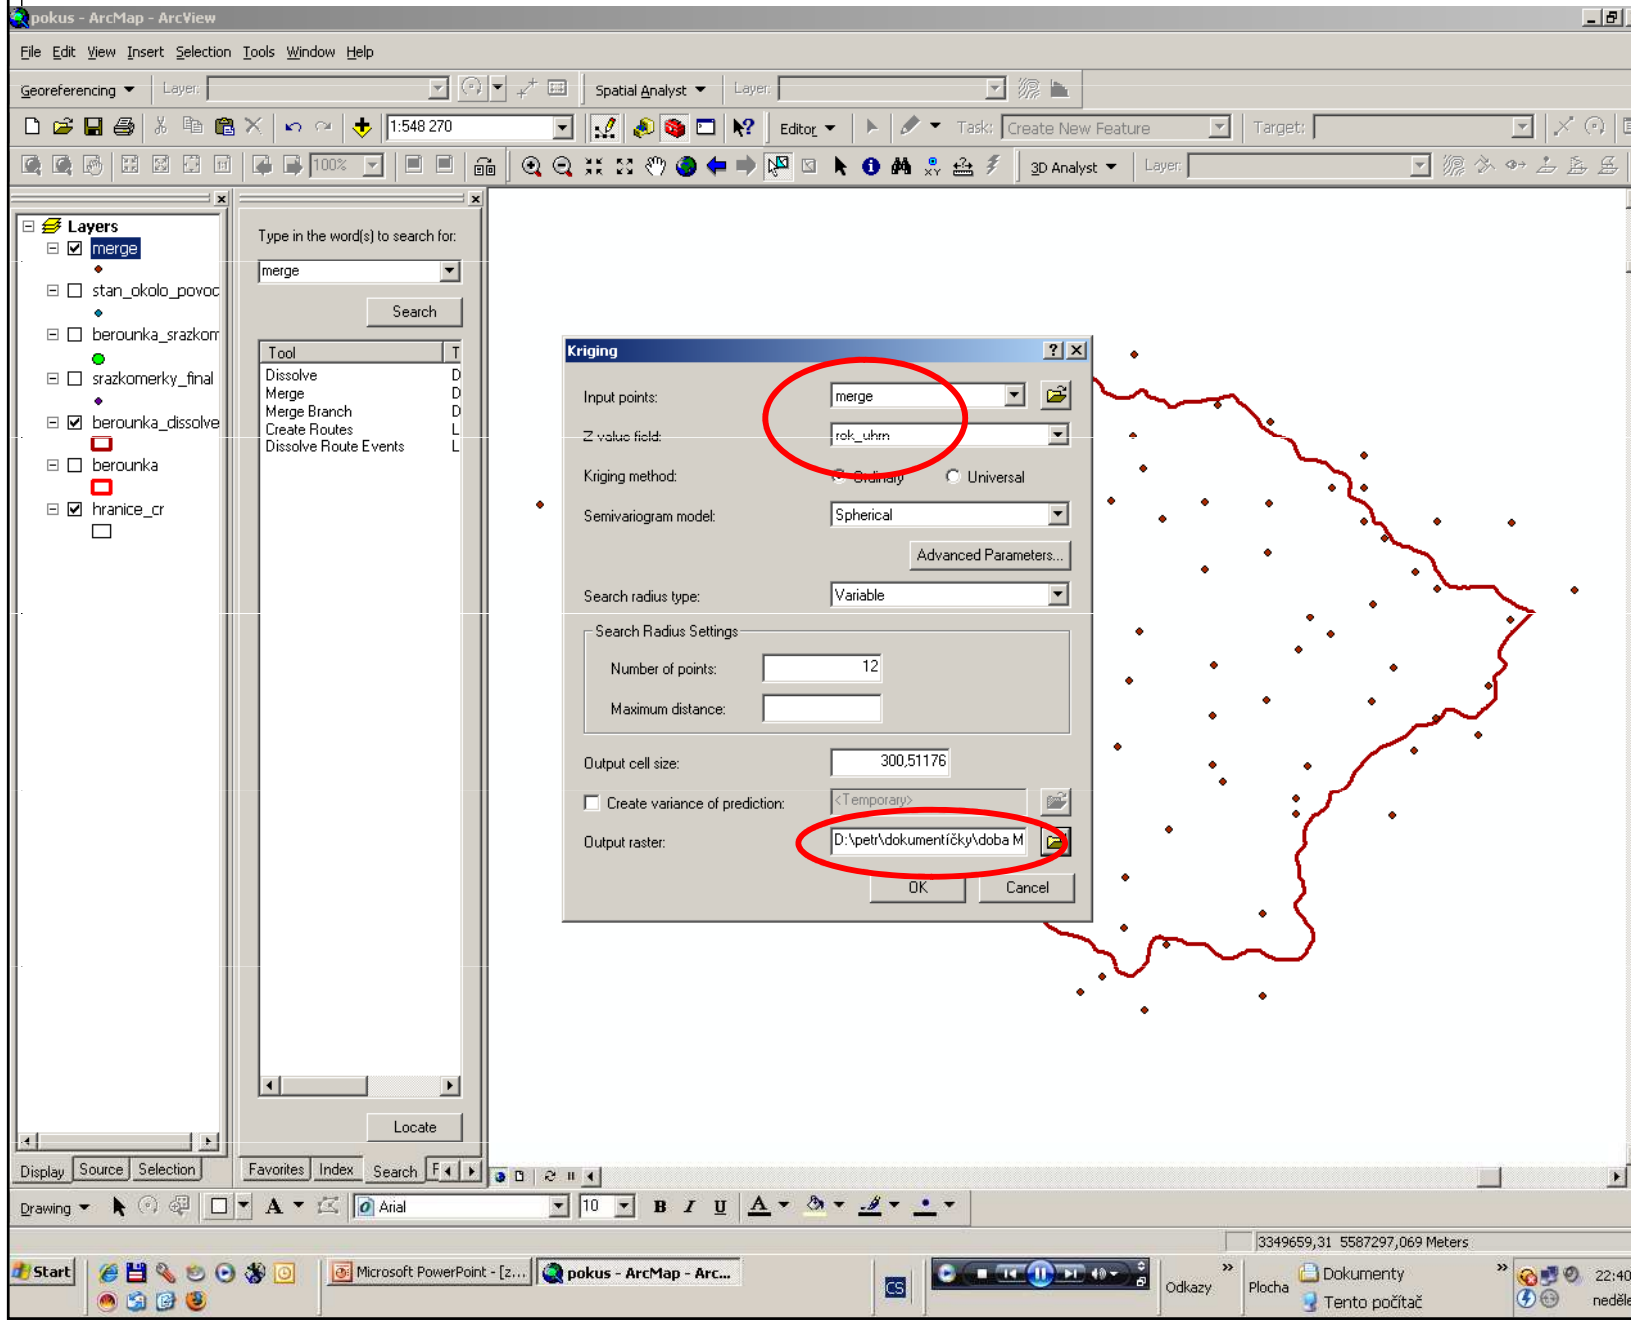 pokus - ArcMap - ArcView
File Edit View Insert Selection Tools Window Help
Georeferencing Layer: Spatial Analyst Layer:
1:548 270 Editor Task: Create New Feature Target:
100% 3D Analyst Layer:
Layers
merge
stan_okolo_povoc
berounka_srazkom
srazkomerky_final
berounka_dissolve
berounka
hranice_cr
Type in the word(s) to search for:
merge
Search
Tool T
Dissolve D
Merge D
Merge Branch D
Create Routes L
Dissolve Route Events L
Locate
Kriging
Input points: merge
Z value field: rok_uhrn
Kriging method: Ordinary Universal
Semivariogram model: Spherical
Advanced Parameters...
Search radius type: Variable
Search Radius Settings
Number of points: 12
Maximum distance:
Output cell size: 300,51176
Create variance of prediction: <Temporary>
Output raster: D:\petr\dokumentíčky\doba M
OK Cancel
Display Source Selection Favorites Index Search
Drawing Arial 10 B I U A
3349659,31 5587297,069 Meters
Start Microsoft PowerPoint - [z... pokus - ArcMap - Arc... CS Odkazy Plocha Dokumenty 22:40
Tento počítač neděle